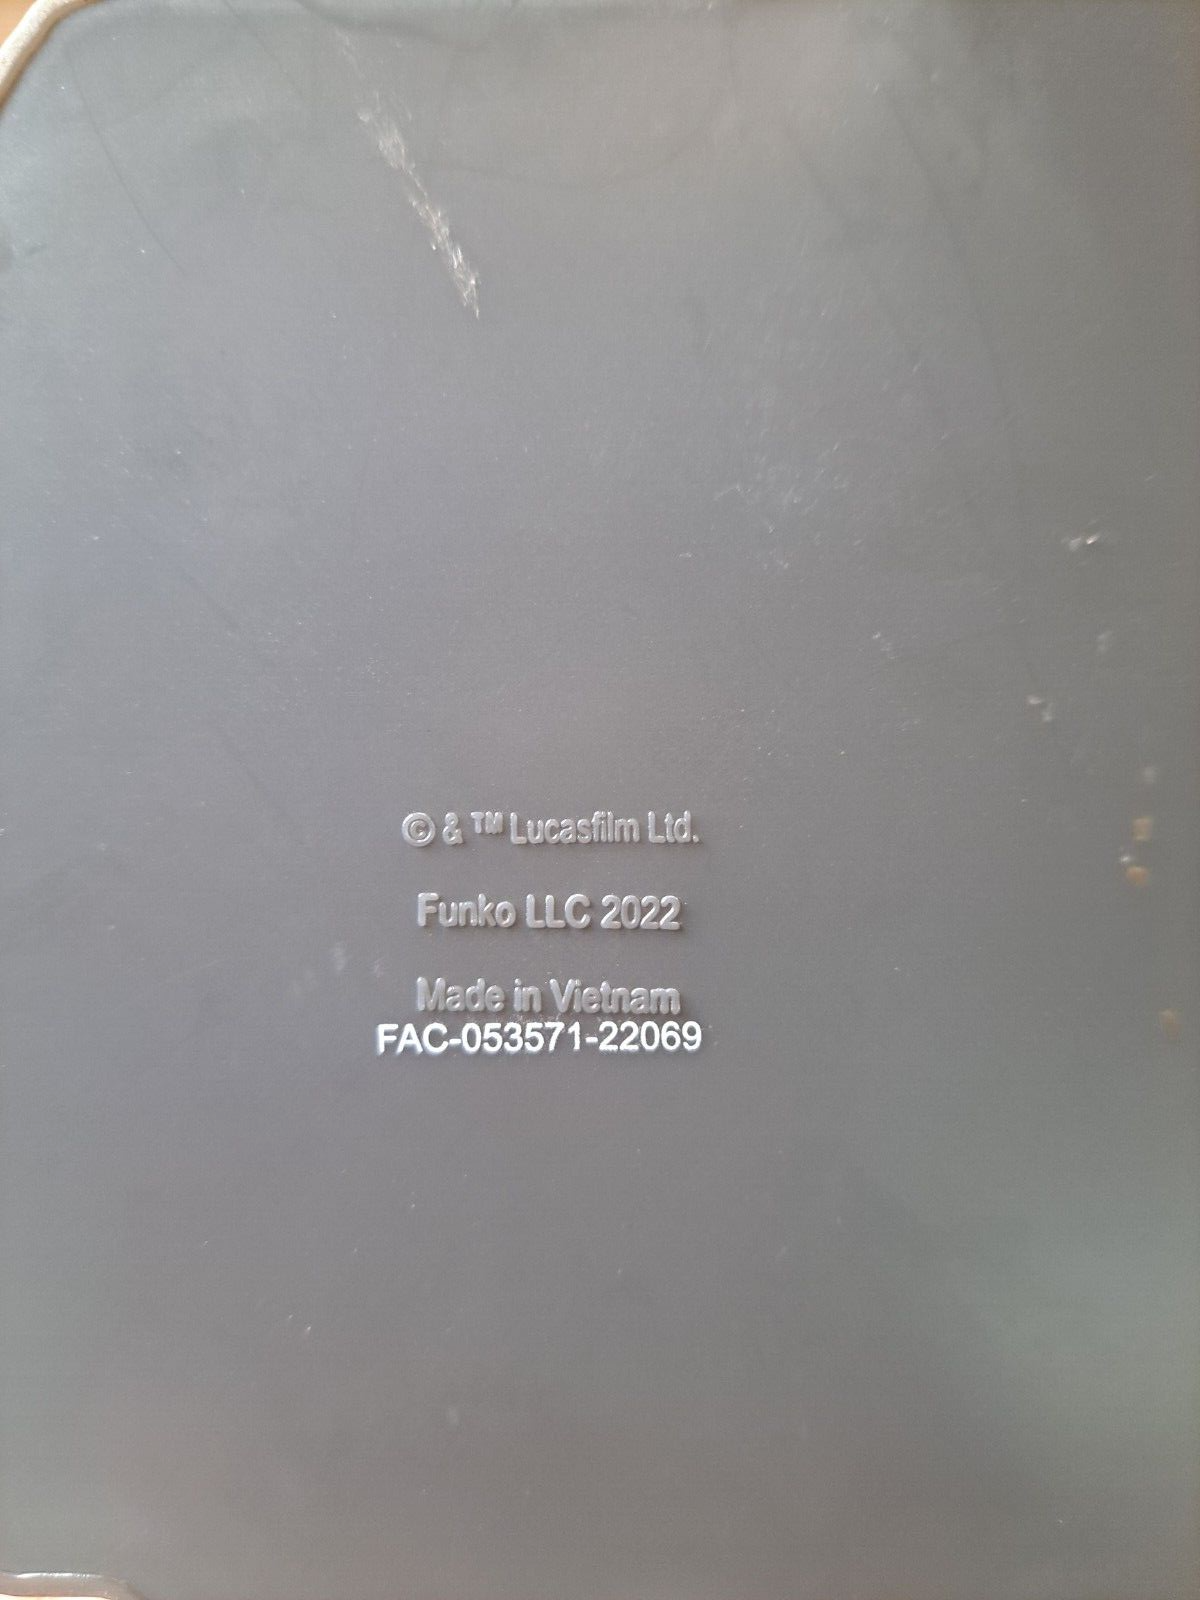 © & ™ Lucasfilm Ltd.
Funko LLC 2022
Made in Vietnam
FAC-053571-22069